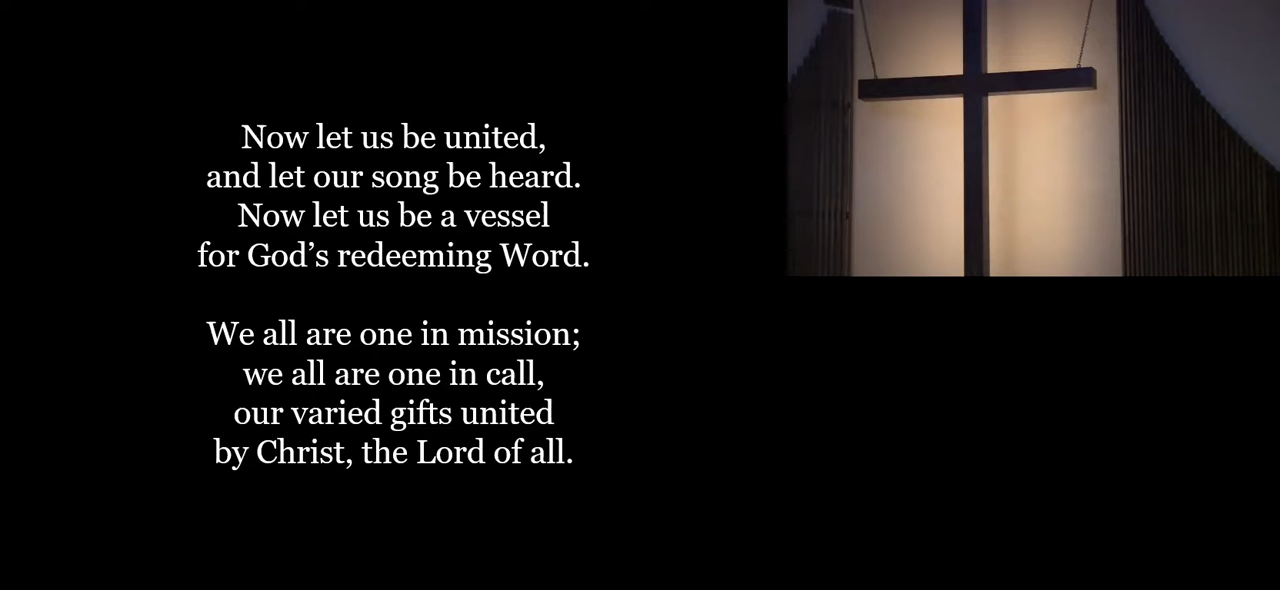 Now let us be united,
and let our song be heard.
Now let us be a vessel
for God’s redeeming Word.
We all are one in mission;
we all are one in call,
our varied gifts united
by Christ, the Lord of all.